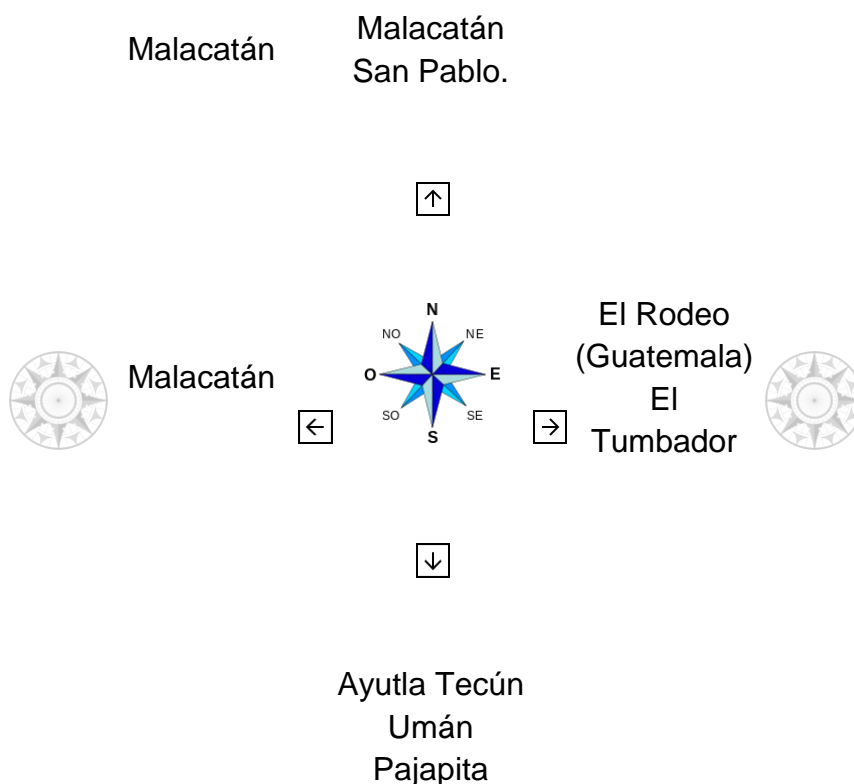 Malacatán
Malacatán
San Pablo.
↑
N
NO
NE
O
E
SO
SE
S
Malacatán
←
→
El Rodeo
(Guatemala)
El
Tumbador
↓
Ayutla Tecún
Umán
Pajapita